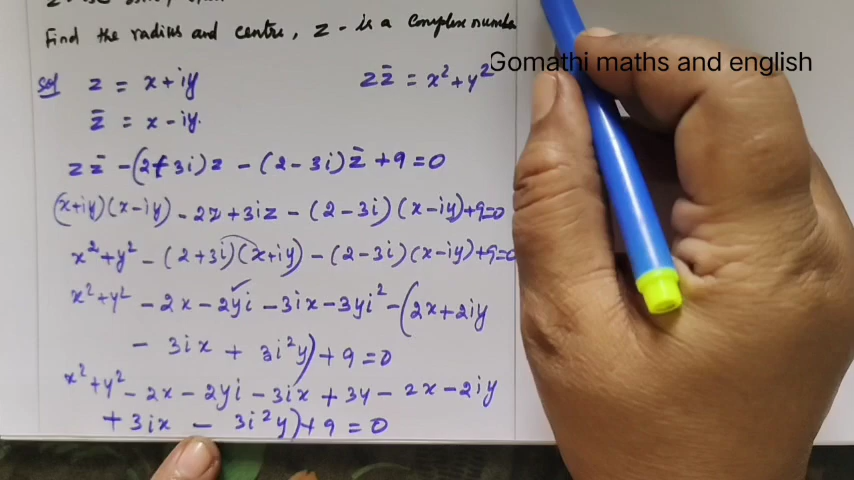 Find the radius and centre, z - is a complex number
Gomathi maths and english
Sol z = x+iy
z z̄ = x²+y²
z̄ = x-iy.
z z̄ -(2+3i)z -(2-3i)z̄ +9=0
(x+iy)(x-iy) -2z+3iz -(2-3i)(x-iy)+9=0
x²+y² -(2+3i)(x+iy) -(2-3i)(x-iy)+9=0
x²+y² -2x-2yi -3ix-3yi² -(2x+2iy
- 3ix + 3i²y)+9=0
x²+y² -2x-2yi-3ix+3y-2x-2iy
+3ix - 3i²y)+9=0